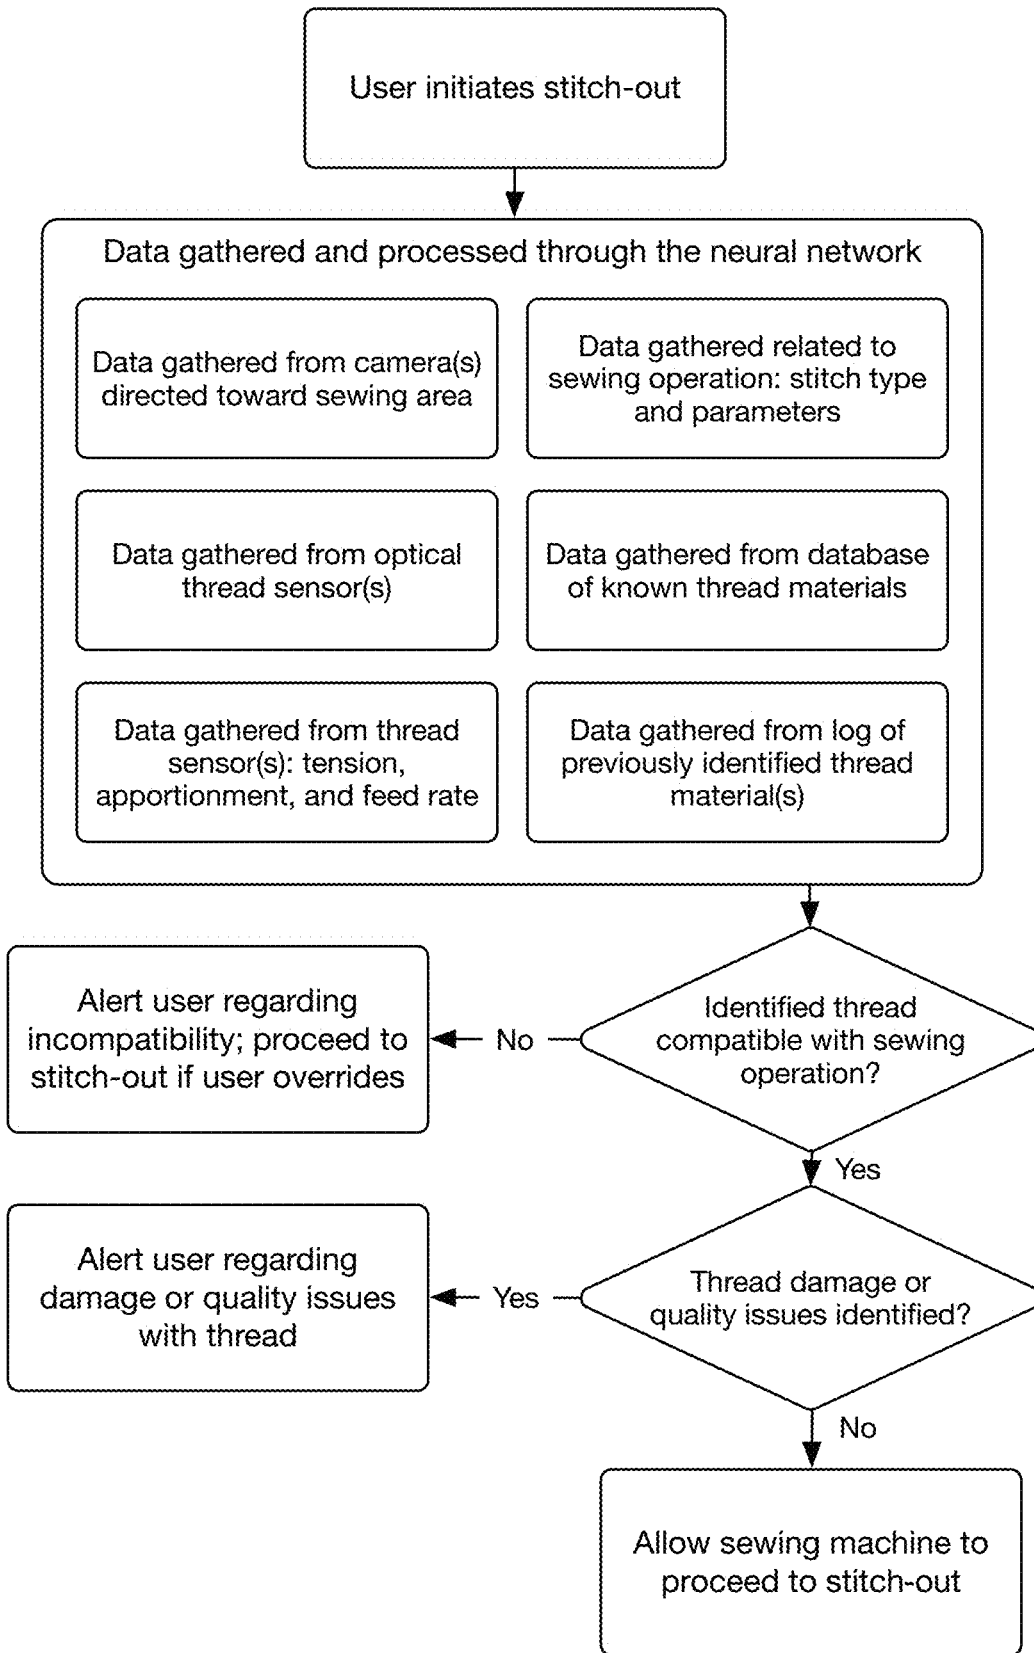 User initiates stitch-out
Data gathered and processed through the neural network
Data gathered from camera(s)
directed toward sewing area
Data gathered related to
sewing operation: stitch type
and parameters
Data gathered from optical
thread sensor(s)
Data gathered from database
of known thread materials
Data gathered from thread
sensor(s): tension,
apportionment, and feed rate
Data gathered from log of
previously identified thread
material(s)
Identified thread
compatible with sewing
operation?
No
Alert user regarding
incompatibility; proceed to
stitch-out if user overrides
Yes
Thread damage or
quality issues identified?
Yes
Alert user regarding
damage or quality issues
with thread
No
Allow sewing machine to
proceed to stitch-out